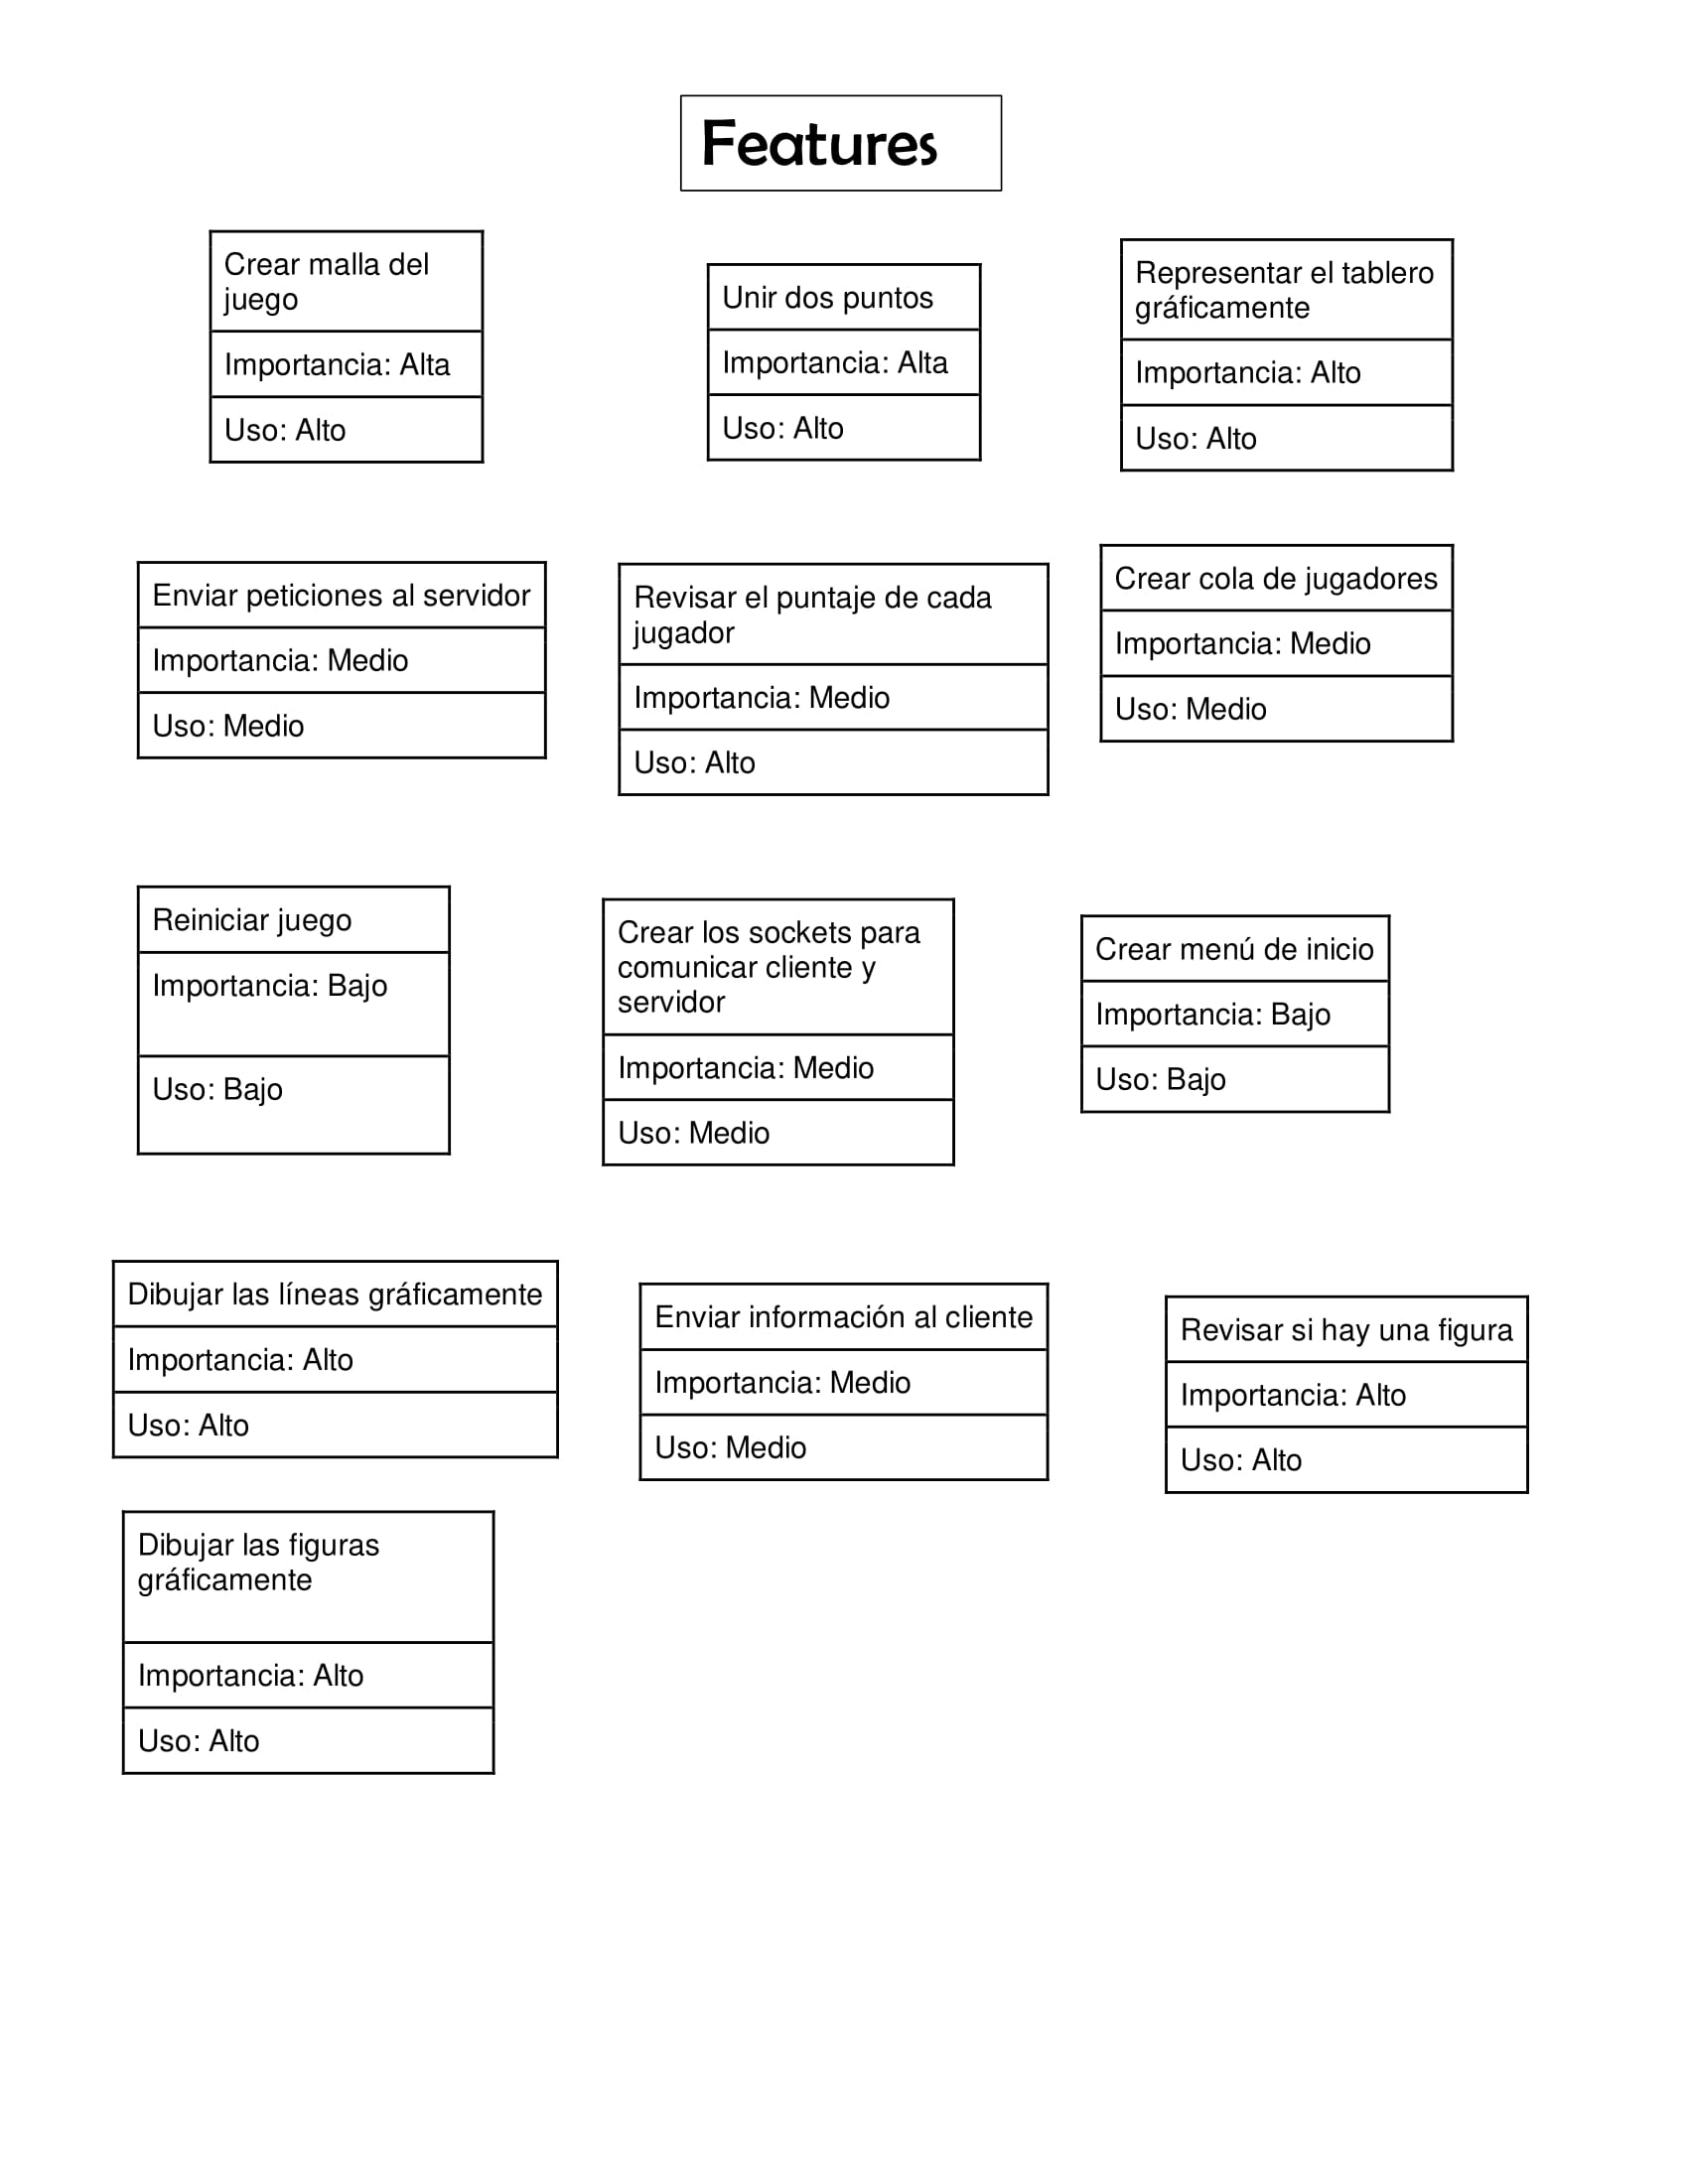 Features
Crear malla del
juego
Importancia: Alta
Uso: Alto
Unir dos puntos
Importancia: Alta
Uso: Alto
Representar el tablero
gráficamente
Importancia: Alto
Uso: Alto
Enviar peticiones al servidor
Importancia: Medio
Uso: Medio
Revisar el puntaje de cada
jugador
Importancia: Medio
Uso: Alto
Crear cola de jugadores
Importancia: Medio
Uso: Medio
Reiniciar juego
Importancia: Bajo
Uso: Bajo
Crear los sockets para
comunicar cliente y
servidor
Importancia: Medio
Uso: Medio
Crear menú de inicio
Importancia: Bajo
Uso: Bajo
Dibujar las líneas gráficamente
Importancia: Alto
Uso: Alto
Enviar información al cliente
Importancia: Medio
Uso: Medio
Revisar si hay una figura
Importancia: Alto
Uso: Alto
Dibujar las figuras
gráficamente
Importancia: Alto
Uso: Alto